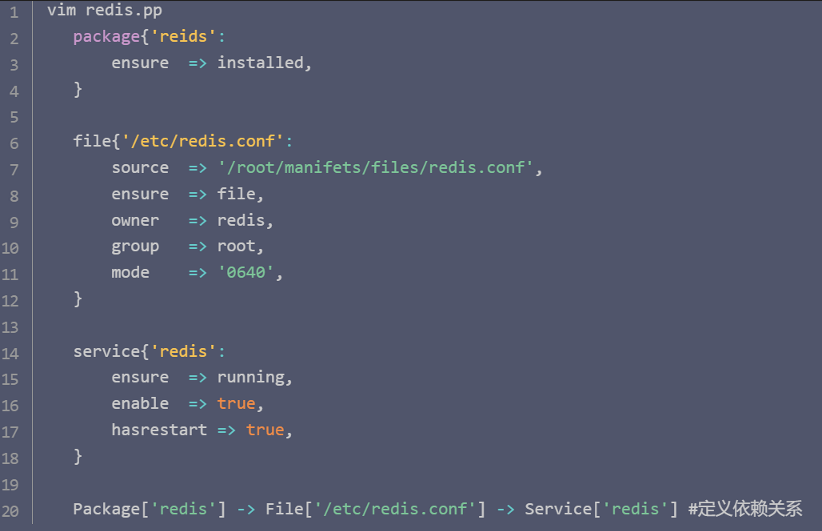 1 vim redis.pp
2 package{'reids':
3 ensure => installed,
4 }
5
6 file{'/etc/redis.conf':
7 source => '/root/manifets/files/redis.conf',
8 ensure => file,
9 owner => redis,
10 group => root,
11 mode => '0640',
12 }
13
14 service{'redis':
15 ensure => running,
16 enable => true,
17 hasrestart => true,
18 }
19
20 Package['redis'] -> File['/etc/redis.conf'] -> Service['redis'] #定义依赖关系